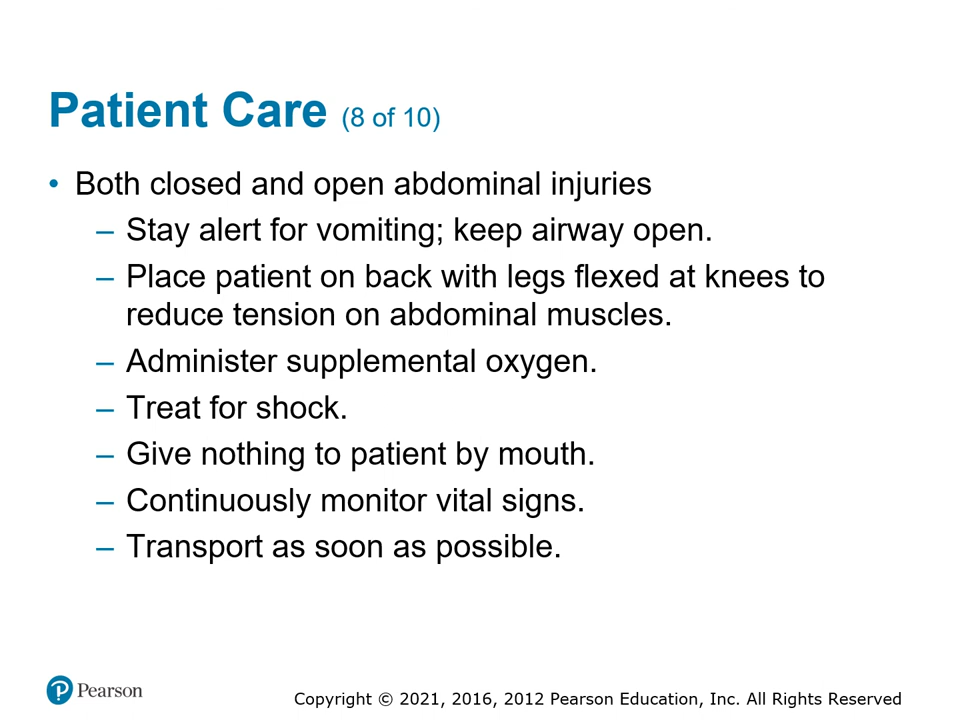 Patient Care (8 of 10)
• Both closed and open abdominal injuries
– Stay alert for vomiting; keep airway open.
– Place patient on back with legs flexed at knees to
reduce tension on abdominal muscles.
– Administer supplemental oxygen.
– Treat for shock.
– Give nothing to patient by mouth.
– Continuously monitor vital signs.
– Transport as soon as possible.
Pearson
Copyright © 2021, 2016, 2012 Pearson Education, Inc. All Rights Reserved